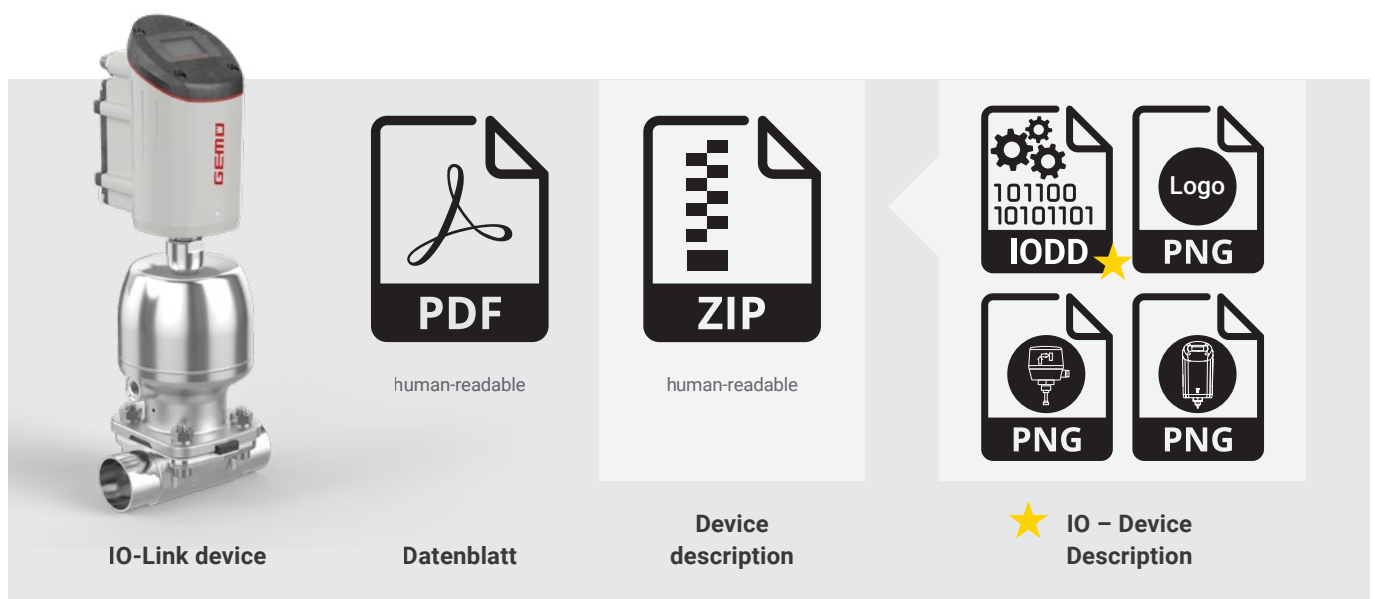 GEMÜ
PDF
human-readable
IO-Link device
Datenblatt
ZIP
human-readable
Device
description
101100
10101101
IODD
Logo
PNG
PNG
PNG
IO – Device
Description